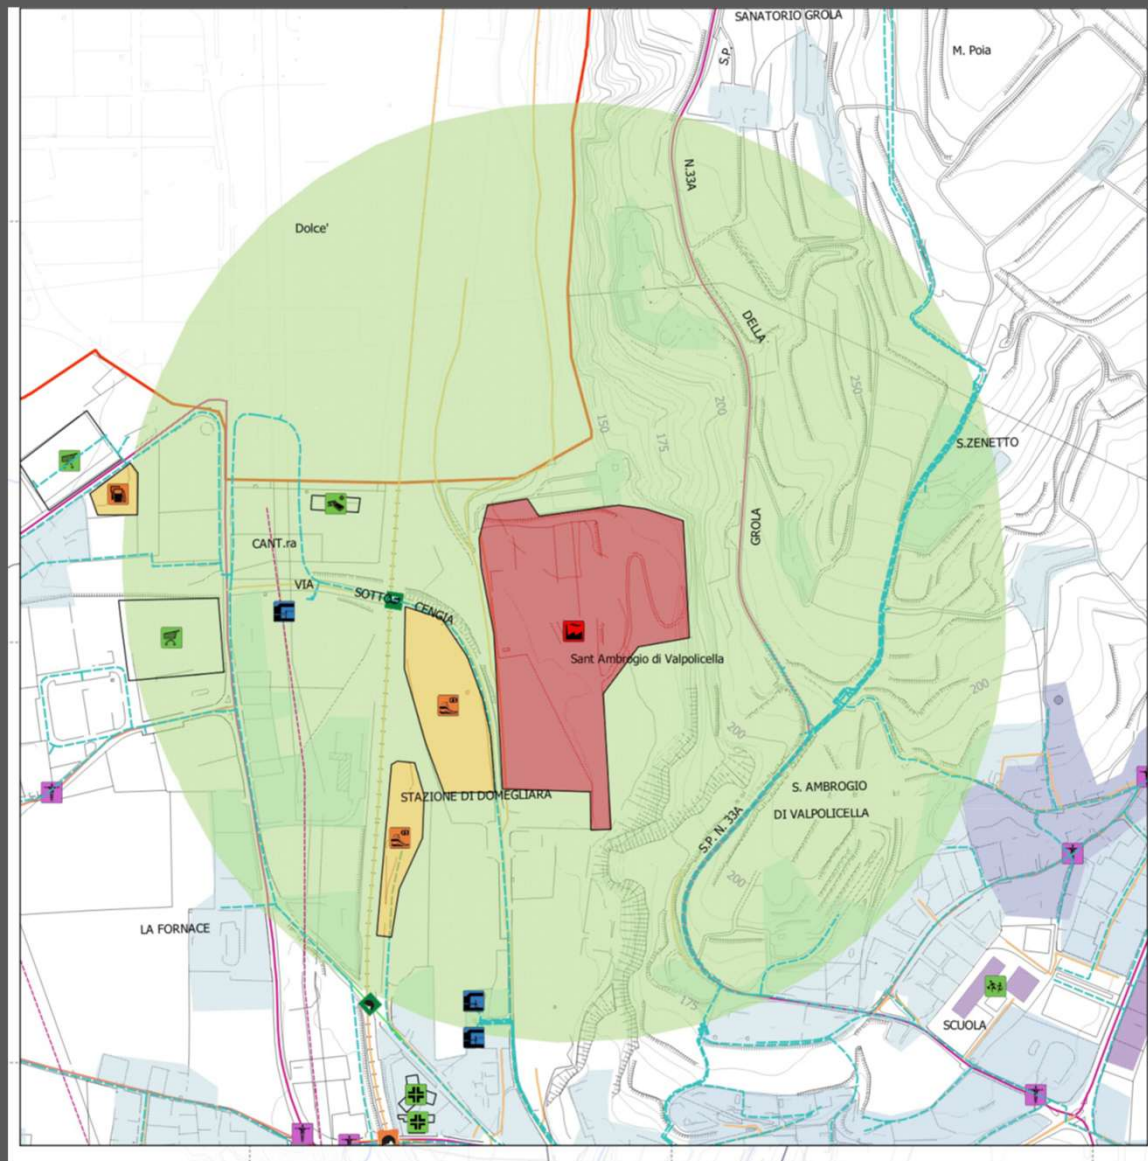 SANATORIO GROLA
S.P.
M. Poia
N.33A
Dolce'
DELLA
250
200
150
175
S.ZENETTO
GROLA
CANT.ra
VIA
SOTTO
CENGIA
Sant Ambrogio di Valpolicella
200
200
S. AMBROGIO
DI VALPOLICELLA
STAZIONE DI DOMEGLIARA
S.P. N. 33A
200
LA FORNACE
175
SCUOLA